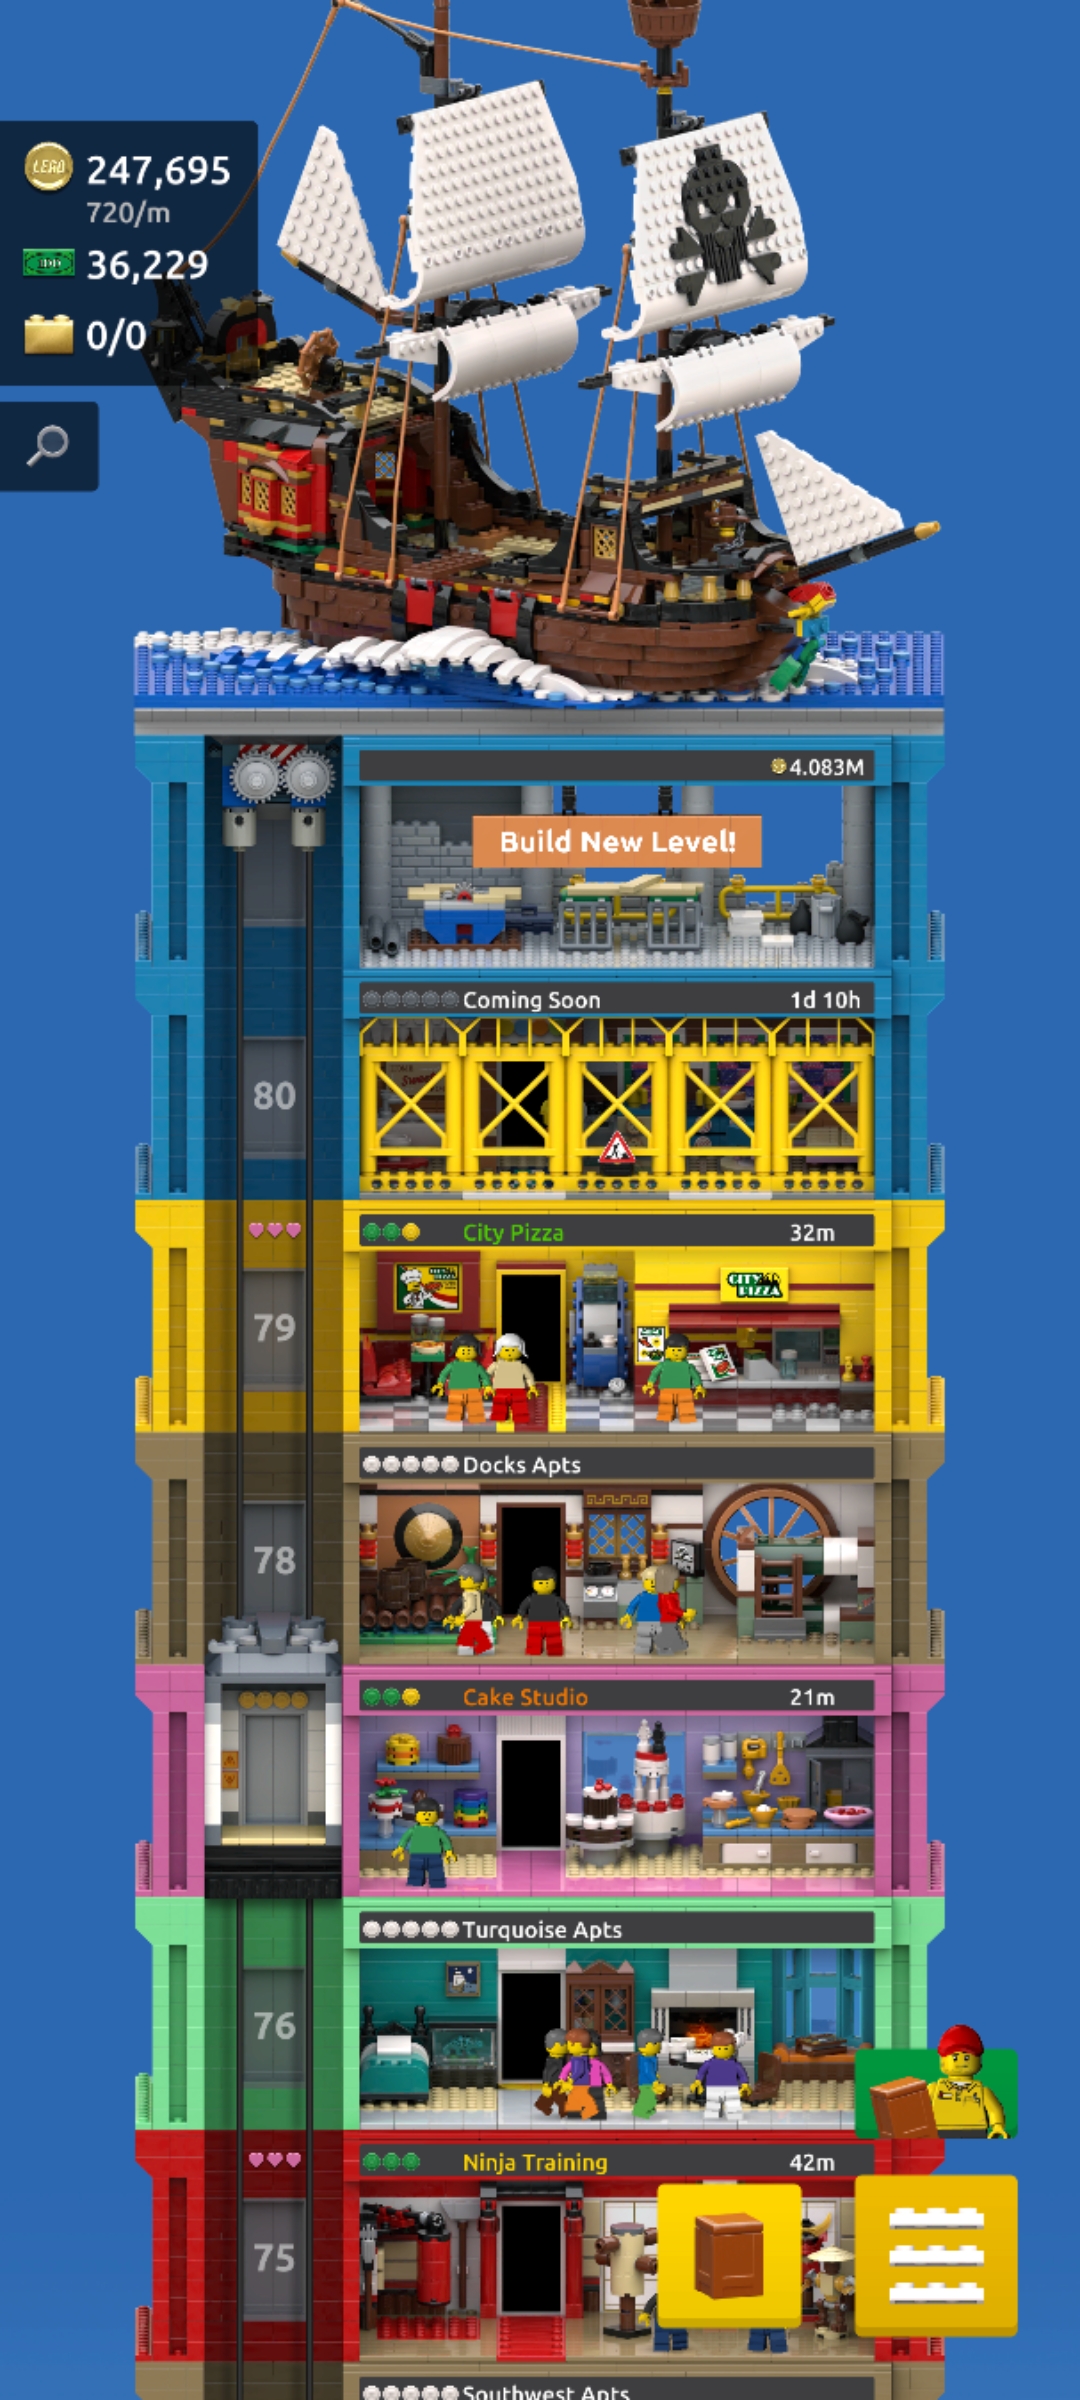 LEGO
247,695
720/m
36,229
0/0
4.083M
Build New Level!
Coming Soon
1d 10h
80
City Pizza
32m
CITY
PIZZA
79
Docks Apts
78
Cake Studio
21m
Turquoise Apts
76
Ninja Training
42m
75
Southwest Apts